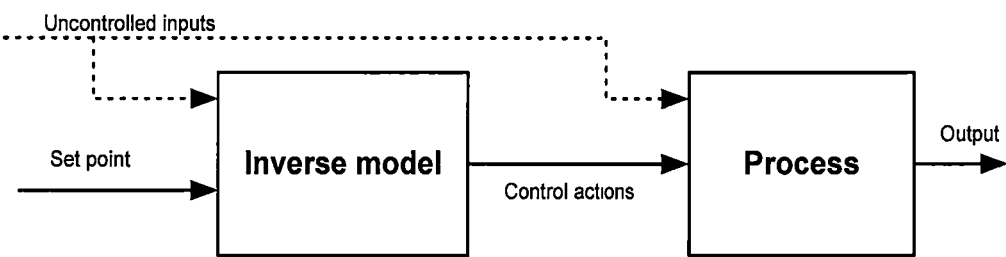 Uncontrolled inputs
Set point
Inverse model
Control actions
Process
Output